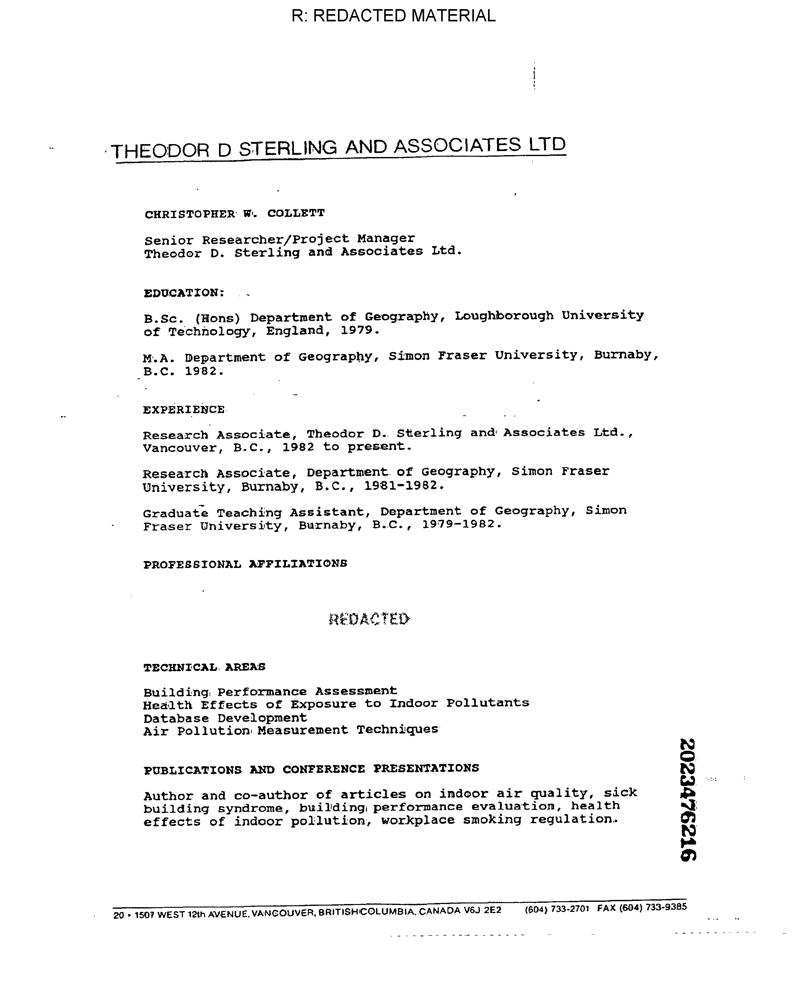 R: REDACTED MATERIAL
THEODOR D STERLING AND ASSOCIATES LTD
CHRISTOPHER W. COLLETT
Senior Researcher/Project Manager
Theodor D. Sterling and Associates Ltd.
EDUCATION:
B.Sc. (Hons) Department of Geography, Loughborough University
of Technology, England, 1979.
M.A. Department of Geography, Simon Fraser University, Burnaby,
B.C. 1982.
EXPERIENCE
Research Associate, Theodor D. Sterling and Associates Ltd.,
Vancouver, B.C., 1982 to present.
Research Associate, Department of Geography, Simon Fraser
University, Burnaby, B.C., 1981-1982.
Graduate Teaching Assistant, Department of Geography, Simon
Fraser University, Burnaby, B.C., 1979-1982.
PROFESSIONAL AFFILIATIONS
REDACTED
TECHNICAL AREAS
Building Performance Assessment
Health Effects of Exposure to Indoor Pollutants
Database Development
Air Pollution Measurement Techniques
PUBLICATIONS AND CONFERENCE PRESENTATIONS
Author and co-author of articles on indoor air quality, sick
building syndrome, building performance evaluation, health
effects of indoor pollution, workplace smoking regulation.
2023476216
20 • 1507 WEST 12th AVENUE, VANCOUVER, BRITISH COLUMBIA, CANADA V6J 2E2 (604) 733-2701 FAX (604) 733-9385